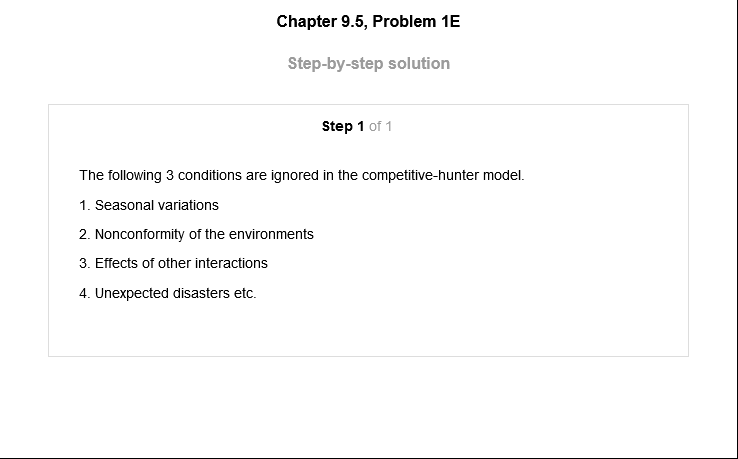 Chapter 9.5, Problem 1E
Step-by-step solution
Step 1 of 1
The following 3 conditions are ignored in the competitive-hunter model.
1. Seasonal variations
2. Nonconformity of the environments
3. Effects of other interactions
4. Unexpected disasters etc.